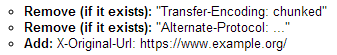 Remove (if it exists): "Transfer-Encoding: chunked"
Remove (if it exists): "Alternate-Protocol: ..."
Add: X-Original-Url: https://www.example.org/